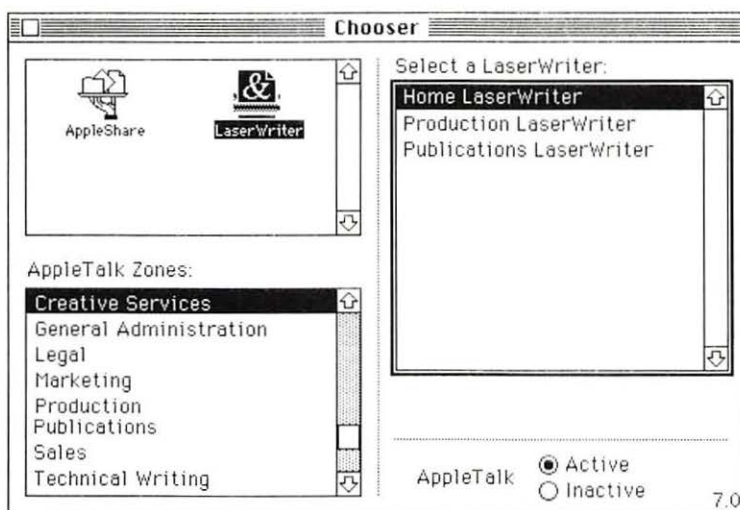 Chooser
AppleShare
LaserWriter
AppleTalk Zones:
Creative Services
General Administration
Legal
Marketing
Production
Publications
Sales
Technical Writing
Select a LaserWriter:
Home LaserWriter
Production LaserWriter
Publications LaserWriter
AppleTalk
Active
Inactive
7.0